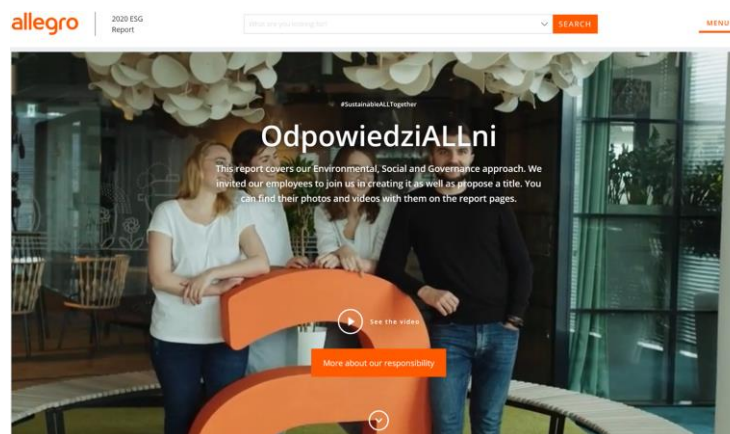 allegro
2020 ESG
Report
What are you looking for?
SEARCH
MENU
#SustainableALLTogether
OdpowiedziALLni
This report covers our Environmental, Social and Governance approach. We
invited our employees to join us in creating it as well as propose a title. You
can find their photos and videos with them on the report pages.
See the video
More about our responsibility
a